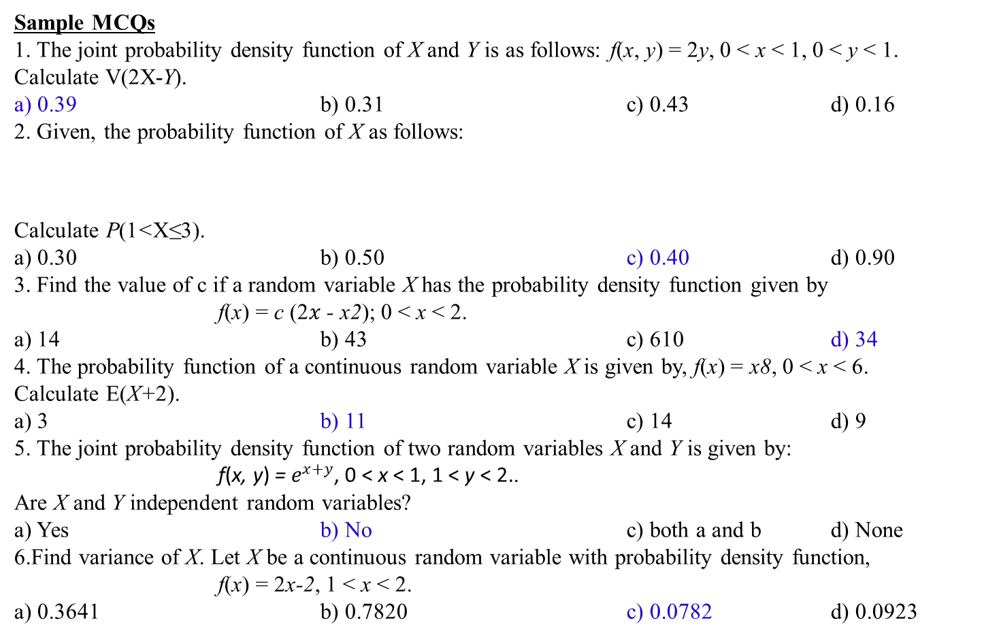 Sample MCQs
1. The joint probability density function of X and Y is as follows: f(x, y) = 2y, 0 < x < 1, 0 < y < 1.
Calculate V(2X-Y).
a) 0.39 b) 0.31 c) 0.43 d) 0.16
2. Given, the probability function of X as follows:
Calculate P(1<X≤3).
a) 0.30 b) 0.50 c) 0.40 d) 0.90
3. Find the value of c if a random variable X has the probability density function given by
f(x) = c (2x - x2); 0 < x < 2.
a) 14 b) 43 c) 610 d) 34
4. The probability function of a continuous random variable X is given by, f(x) = x8, 0 < x < 6.
Calculate E(X+2).
a) 3 b) 11 c) 14 d) 9
5. The joint probability density function of two random variables X and Y is given by:
f(x, y) = e^{x+y}, 0 < x < 1, 1 < y < 2..
Are X and Y independent random variables?
a) Yes b) No c) both a and b d) None
6.Find variance of X. Let X be a continuous random variable with probability density function,
f(x) = 2x-2, 1 < x < 2.
a) 0.3641 b) 0.7820 c) 0.0782 d) 0.0923